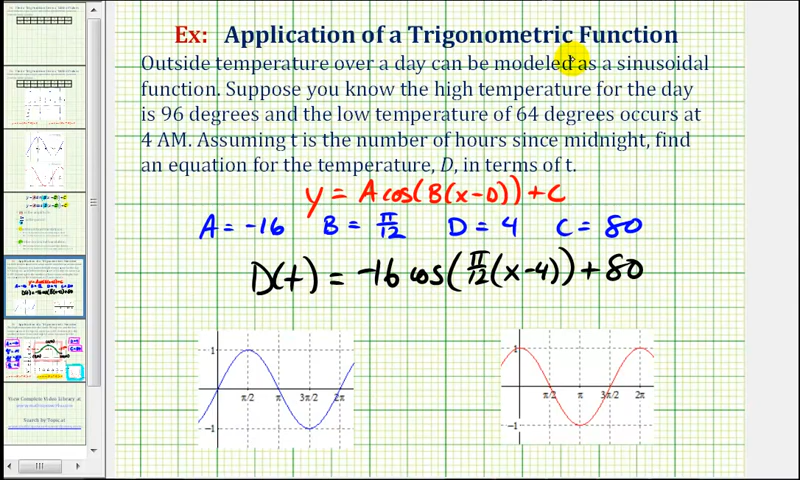 Ex: Application of a Trigonometric Function
Outside temperature over a day can be modeled as a sinusoidal
function. Suppose you know the high temperature for the day
is 96 degrees and the low temperature of 64 degrees occurs at
4 AM. Assuming t is the number of hours since midnight, find
an equation for the temperature, D, in terms of t.
y = A cos(B(x-D)) + C
A = -16 B = π/12 D = 4 C = 80
D(t) = -16 cos(π/12(x-4)) + 80
1
π/2 π 3π/2 2π
-1
1
π/2 π 3π/2 2π
-1